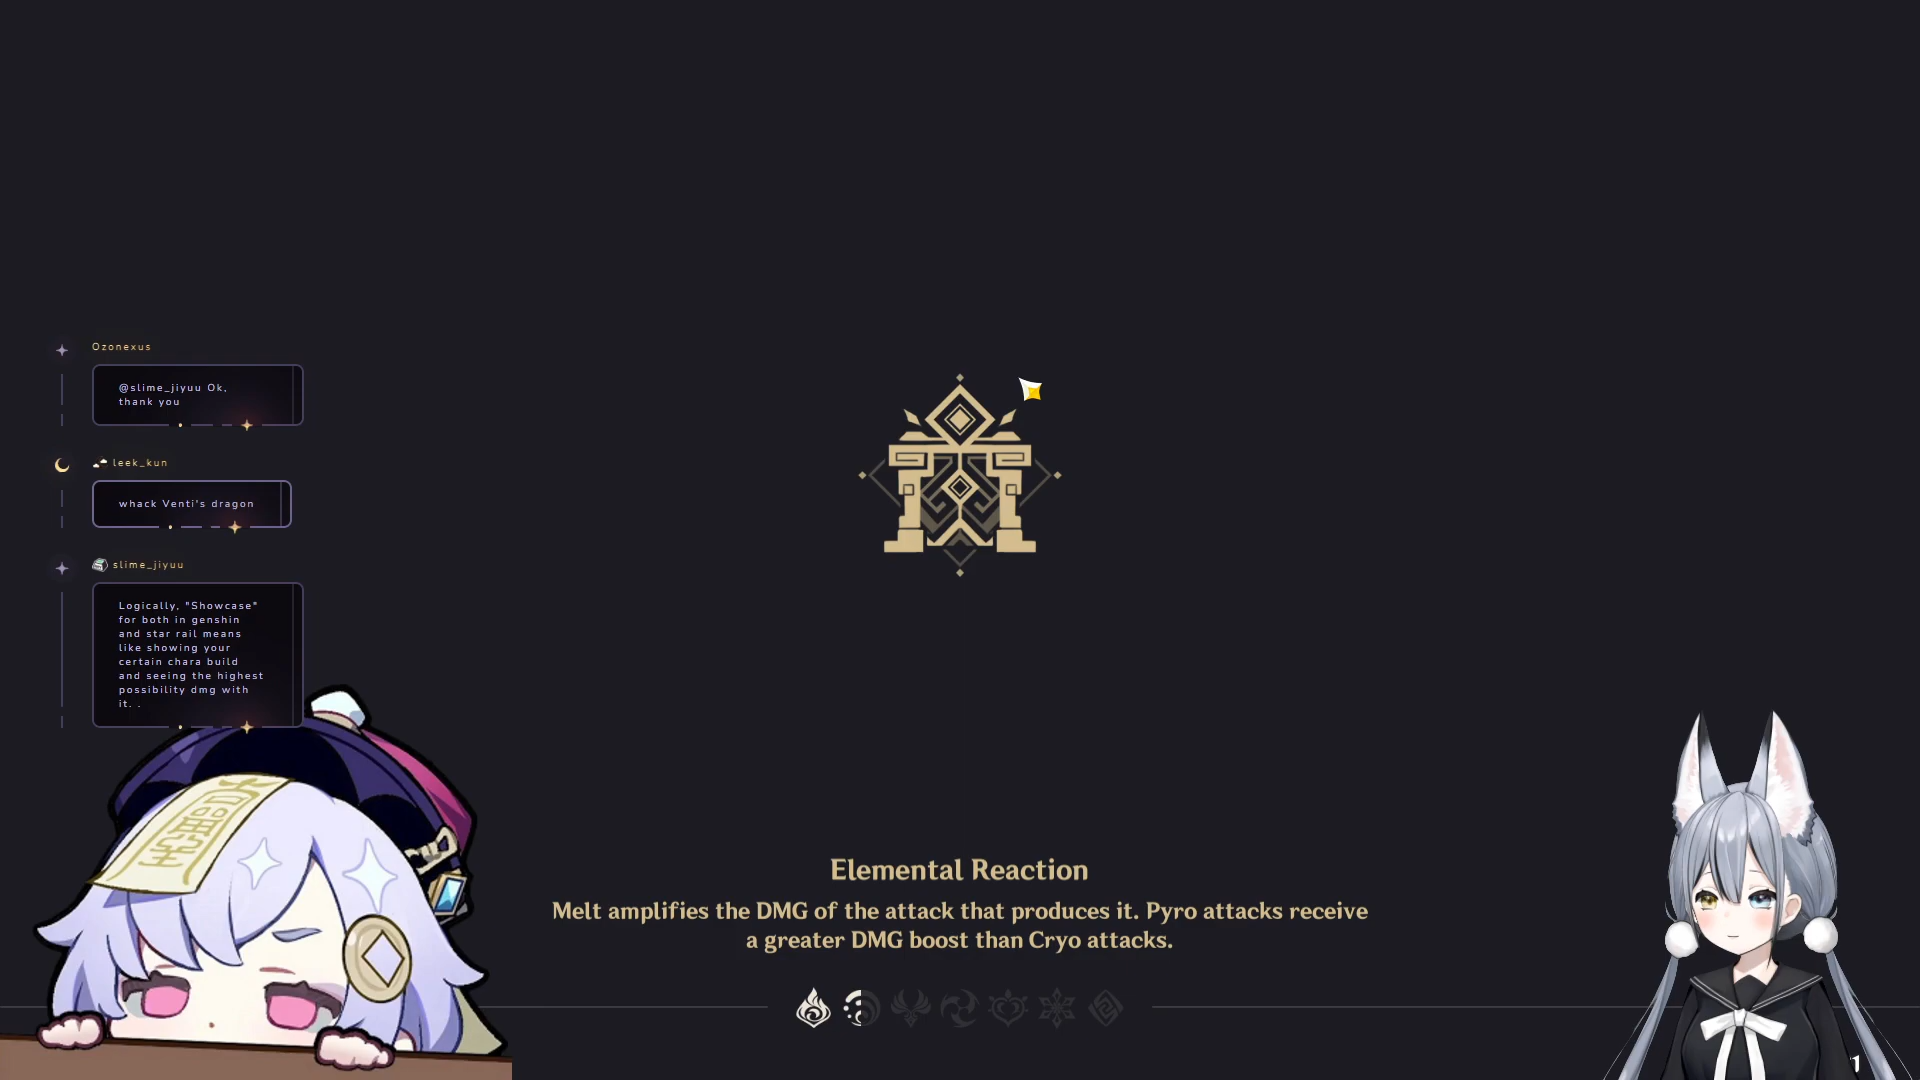 Ozonexus
@slime_jiyuu Ok,
thank you
leek_kun
whack Venti's dragon
slime_jiyuu
Logically, "Showcase"
for both in genshin
and star rail means
like showing your
certain chara build
and seeing the highest
possibility dmg with
it. .
Elemental Reaction
Melt amplifies the DMG of the attack that produces it. Pyro attacks receive
a greater DMG boost than Cryo attacks.